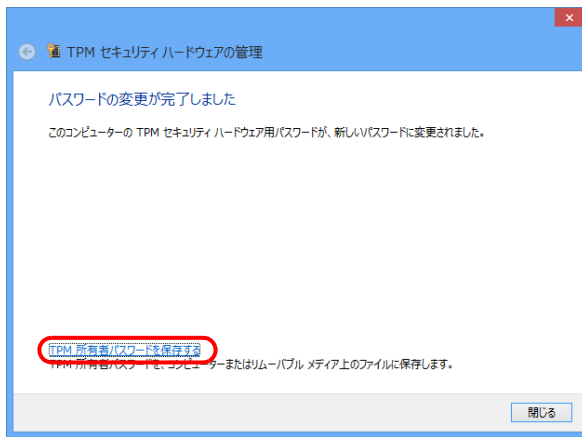 TPM セキュリティ ハードウェアの管理
パスワードの変更が完了しました
このコンピューターの TPM セキュリティ ハードウェア用パスワードが、新しいパスワードに変更されました。
TPM 所有者パスワードを保存する
TPM 所有者パスワードを、コンピューターまたはリムーバブル メディア上のファイルに保存します。
閉じる